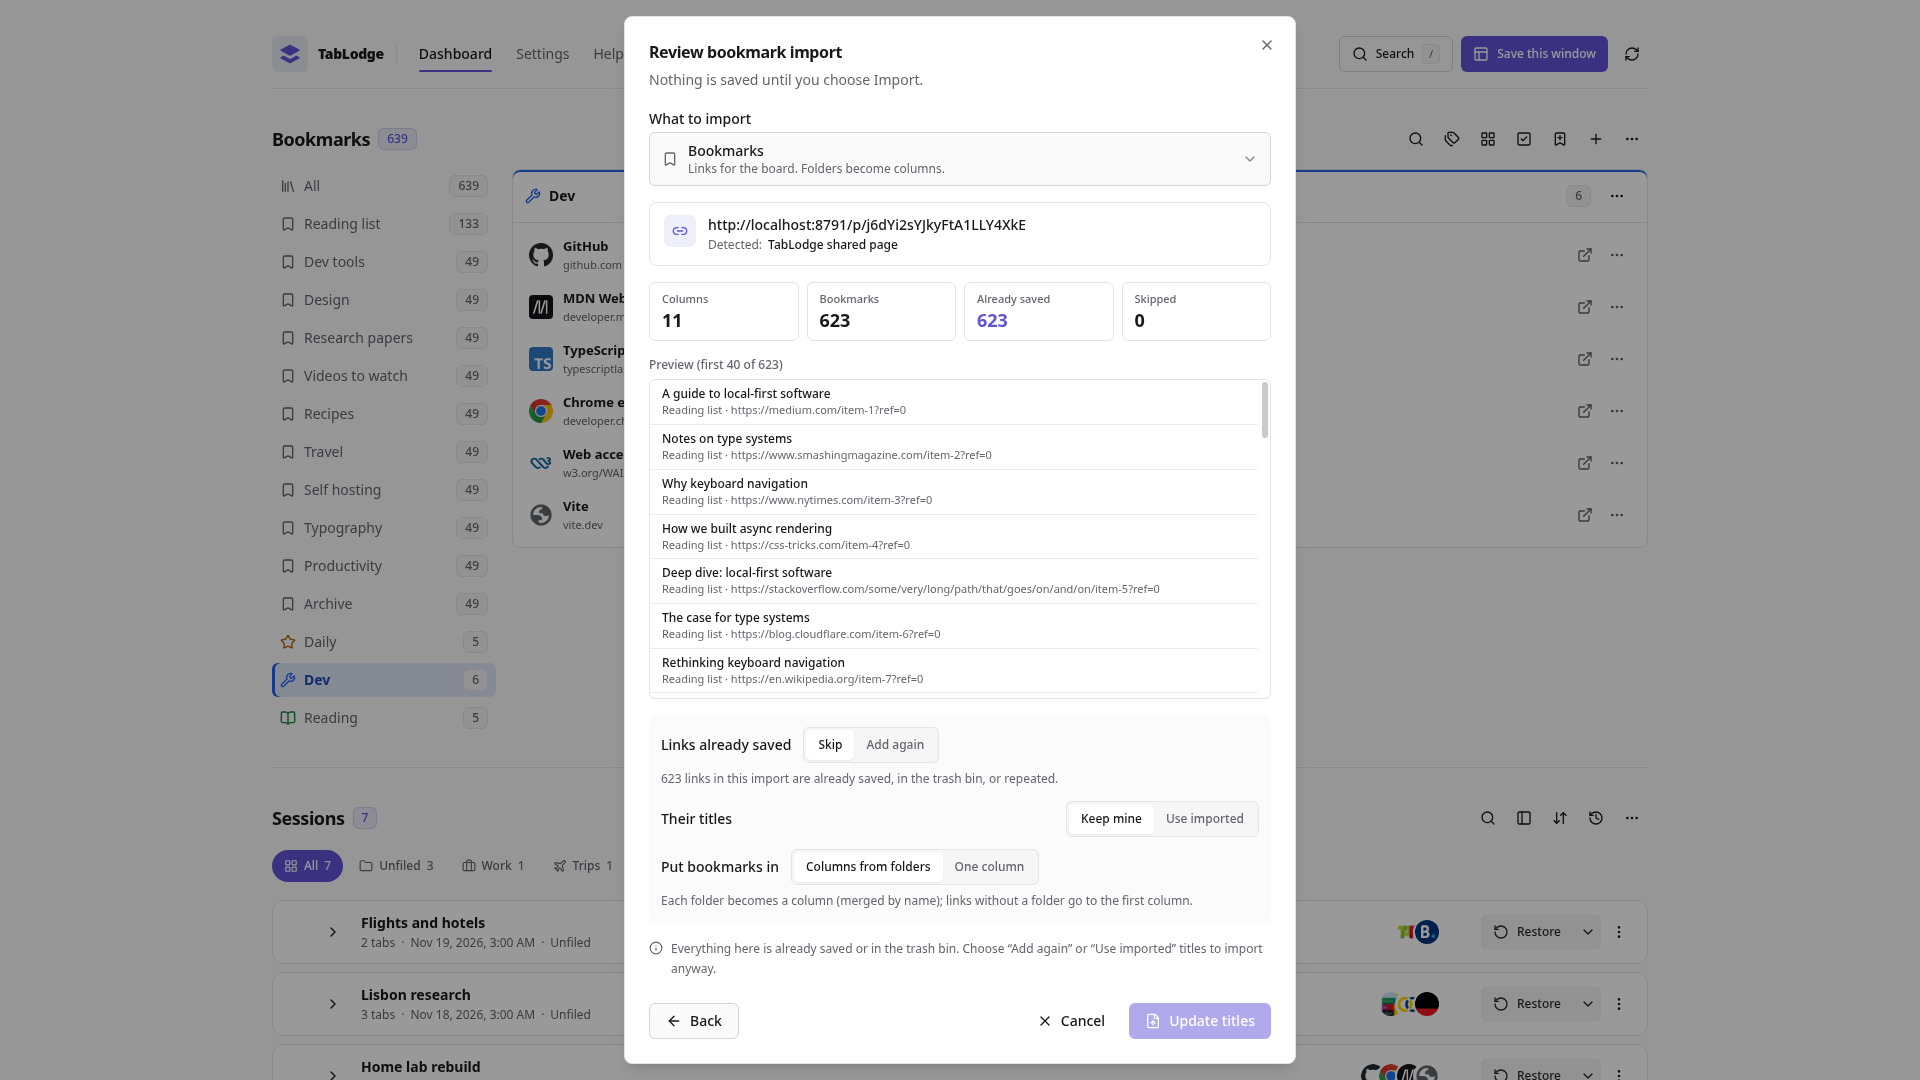 TabLodge
Dashboard
Settings
Help
Search /
Save this window
Bookmarks 639
All 639
Reading list 133
Dev tools 49
Design 49
Research papers 49
Videos to watch 49
Recipes 49
Travel 49
Self hosting 49
Typography 49
Productivity 49
Archive 49
Daily 5
Dev 6
Reading 5
Dev 6
GitHub
github.com
MDN Web
TypeScrip
Chrome e
Web acce
w3.org/WAI
Vite
vite.dev
Review bookmark import
Nothing is saved until you choose Import.
What to import
Bookmarks
Links for the board. Folders become columns.
http://localhost:8791/p/j6dYi2sYJkyFtA1LLY4XkE
Detected: TabLodge shared page
Columns
11
Bookmarks
623
Already saved
623
Skipped
0
Preview (first 40 of 623)
A guide to local-first software
Reading list · https://medium.com/item-1?ref=0
Notes on type systems
Reading list · https://www.smashingmagazine.com/item-2?ref=0
Why keyboard navigation
Reading list · https://www.nytimes.com/item-3?ref=0
How we built async rendering
Reading list · https://css-tricks.com/item-4?ref=0
Deep dive: local-first software
Reading list · https://stackoverflow.com/some/very/long/path/that/goes/on/and/on/item-5?ref=0
The case for type systems
Reading list · https://blog.cloudflare.com/item-6?ref=0
Rethinking keyboard navigation
Reading list · https://en.wikipedia.org/item-7?ref=0
Links already saved Skip Add again
623 links in this import are already saved, in the trash bin, or repeated.
Their titles Keep mine Use imported
Put bookmarks in Columns from folders One column
Each folder becomes a column (merged by name); links without a folder go to the first column.
Everything here is already saved or in the trash bin. Choose “Add again” or “Use imported” titles to import
anyway.
Back
Cancel
Update titles
Sessions 7
All 7
Unfiled 3
Work 1
Trips 1
Flights and hotels
2 tabs · Nov 19, 2026, 3:00 AM · Unfiled
Restore
Lisbon research
3 tabs · Nov 18, 2026, 3:00 AM · Unfiled
Restore
Home lab rebuild
Restore